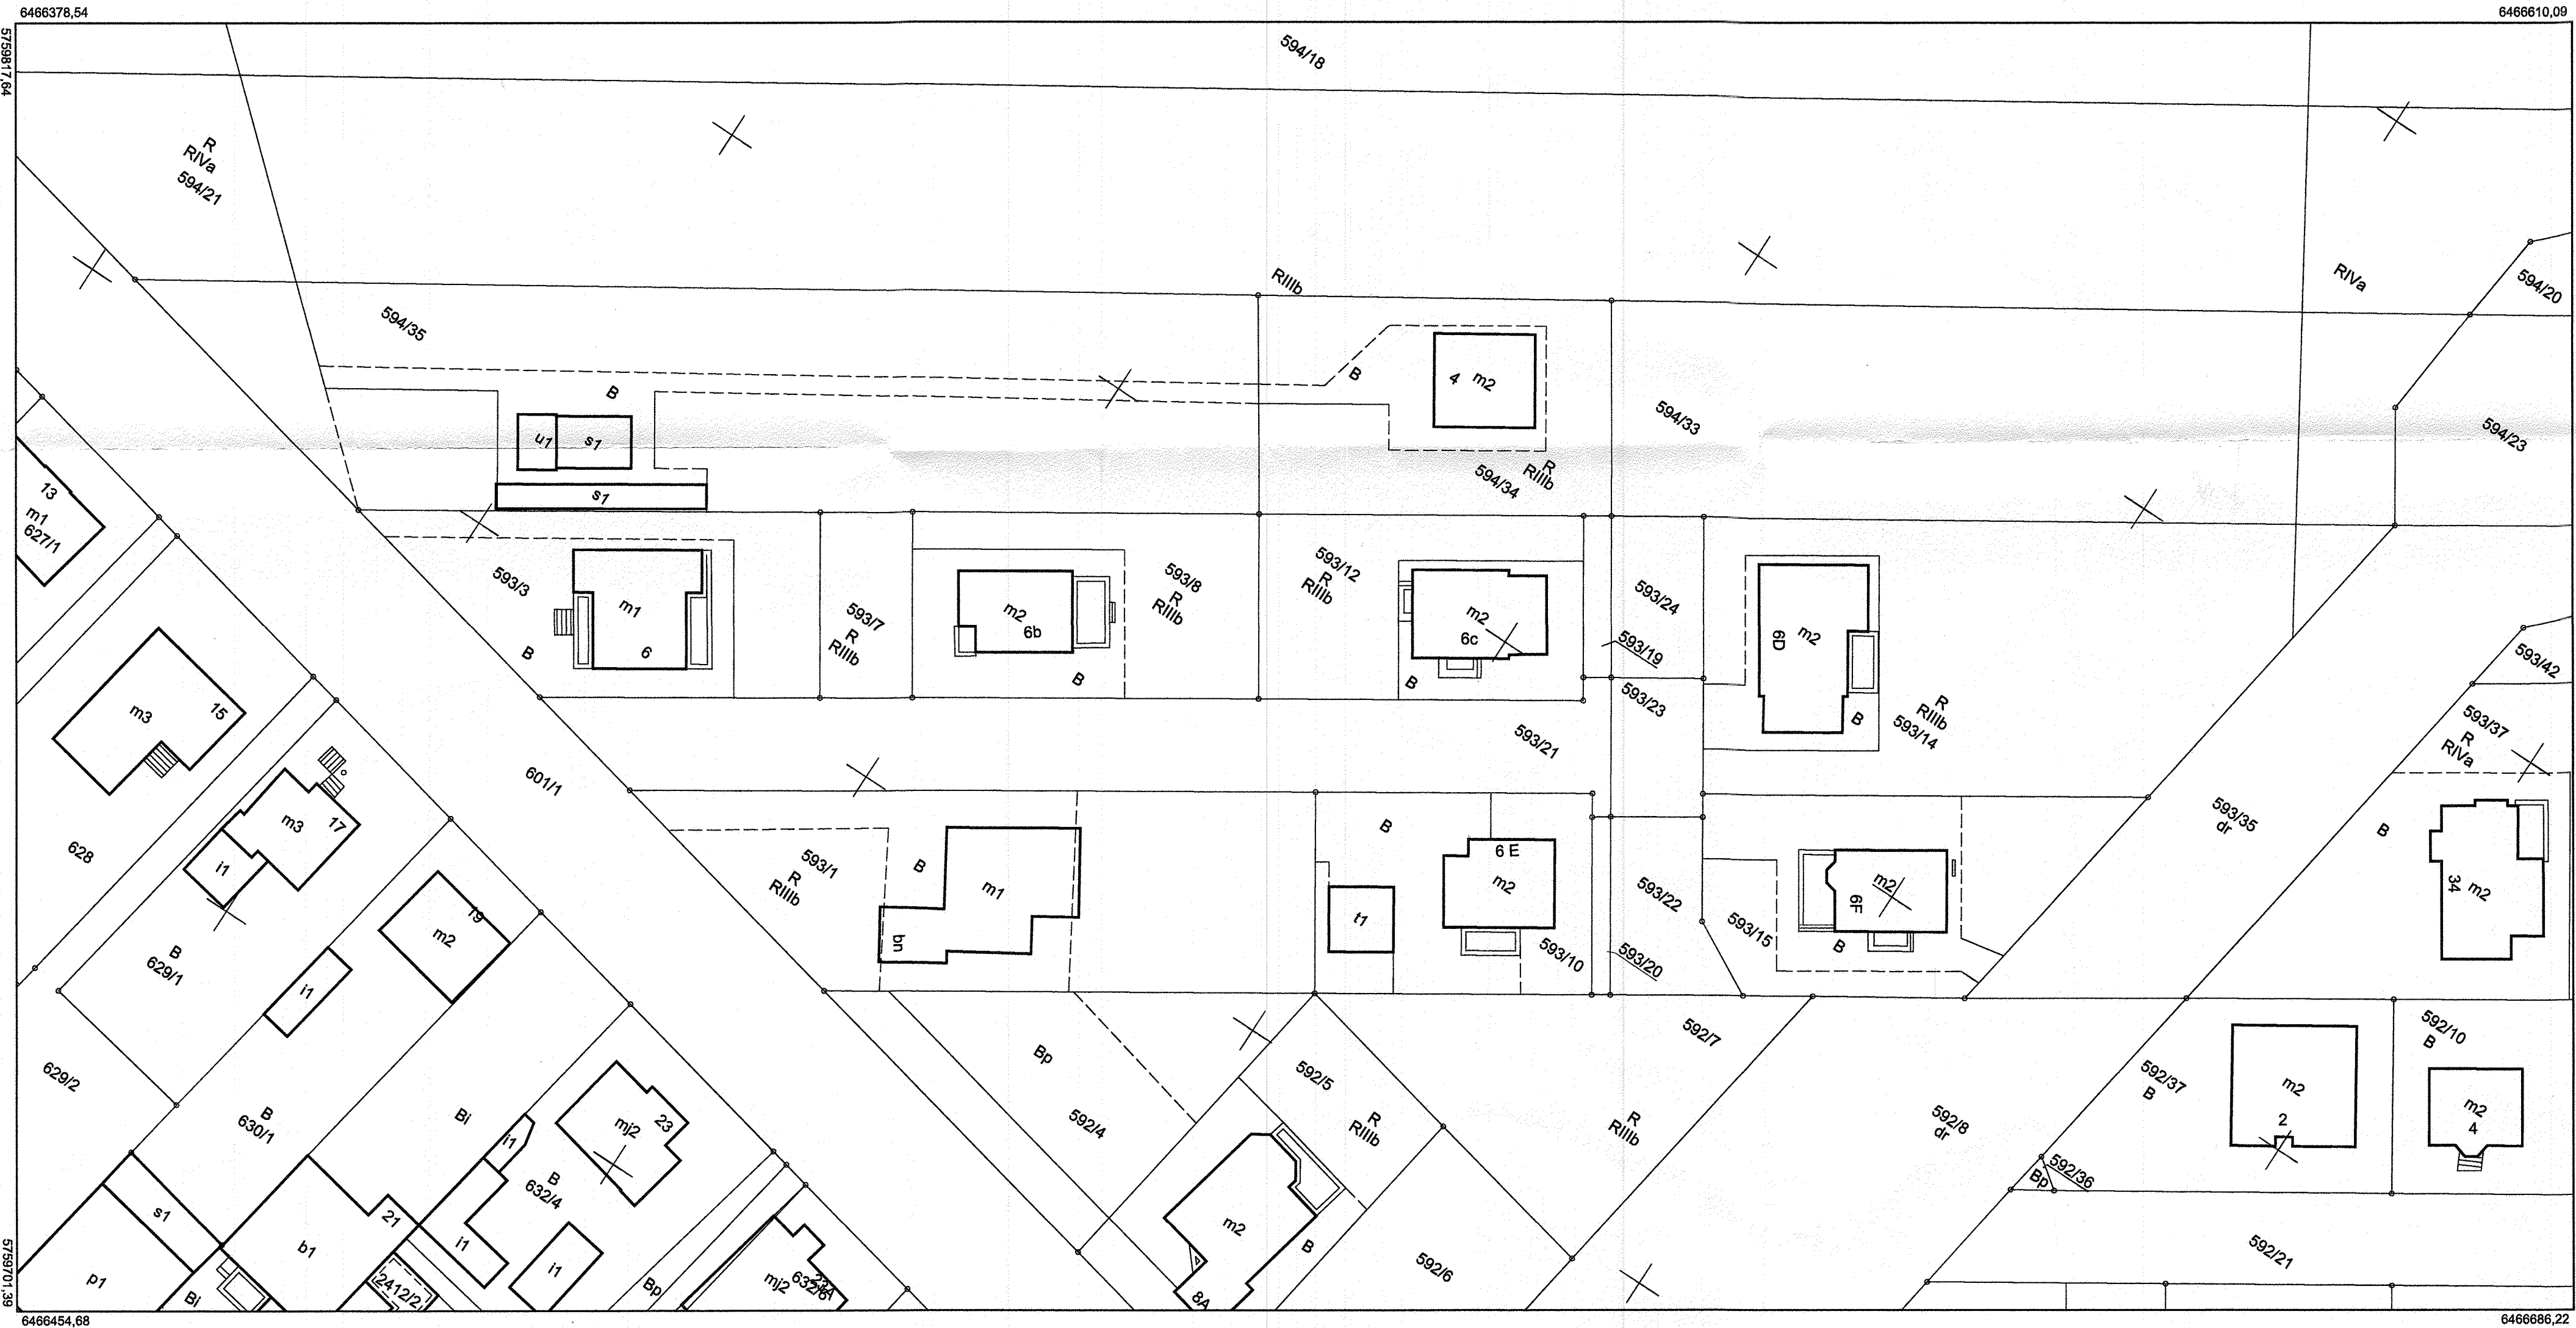 6466378,54
6466610,09
5759817,64
594/18
R
RIVa
594/21
RIIIb
RIVa
594/20
594/35
B
B
4
m2
594/33
594/23
u1
s1
s1
R
RIIIb
594/34
13
m1
627/1
593/3
m1
6
B
593/7
R
RIIIb
m2
6b
B
593/8
R
RIIIb
593/12
R
RIIIb
m2
6c
B
593/24
593/19
593/23
6D
m2
B
R
RIIIb
593/14
593/42
593/37
R
RIVa
m3
15
601/1
593/21
m3
17
i1
628
593/1
R
RIIIb
B
m1
bn
B
6 E
m2
t1
593/10
593/22
593/20
593/15
m2
6F
B
593/35
dr
B
34
m2
19
m2
B
629/1
i1
629/2
B
630/1
Bi
Bp
592/4
592/5
R
RIIIb
592/7
R
RIIIb
592/8
dr
592/37
B
m2
2
592/10
B
m2
4
592/36
Bp
i1
mj2
23
B
632/4
s1
21
b1
i1
i1
p1
Bi
2412/2
Bp
mj2
m2
8A
B
592/6
592/21
5759701,39
6466454,68
6466686,22